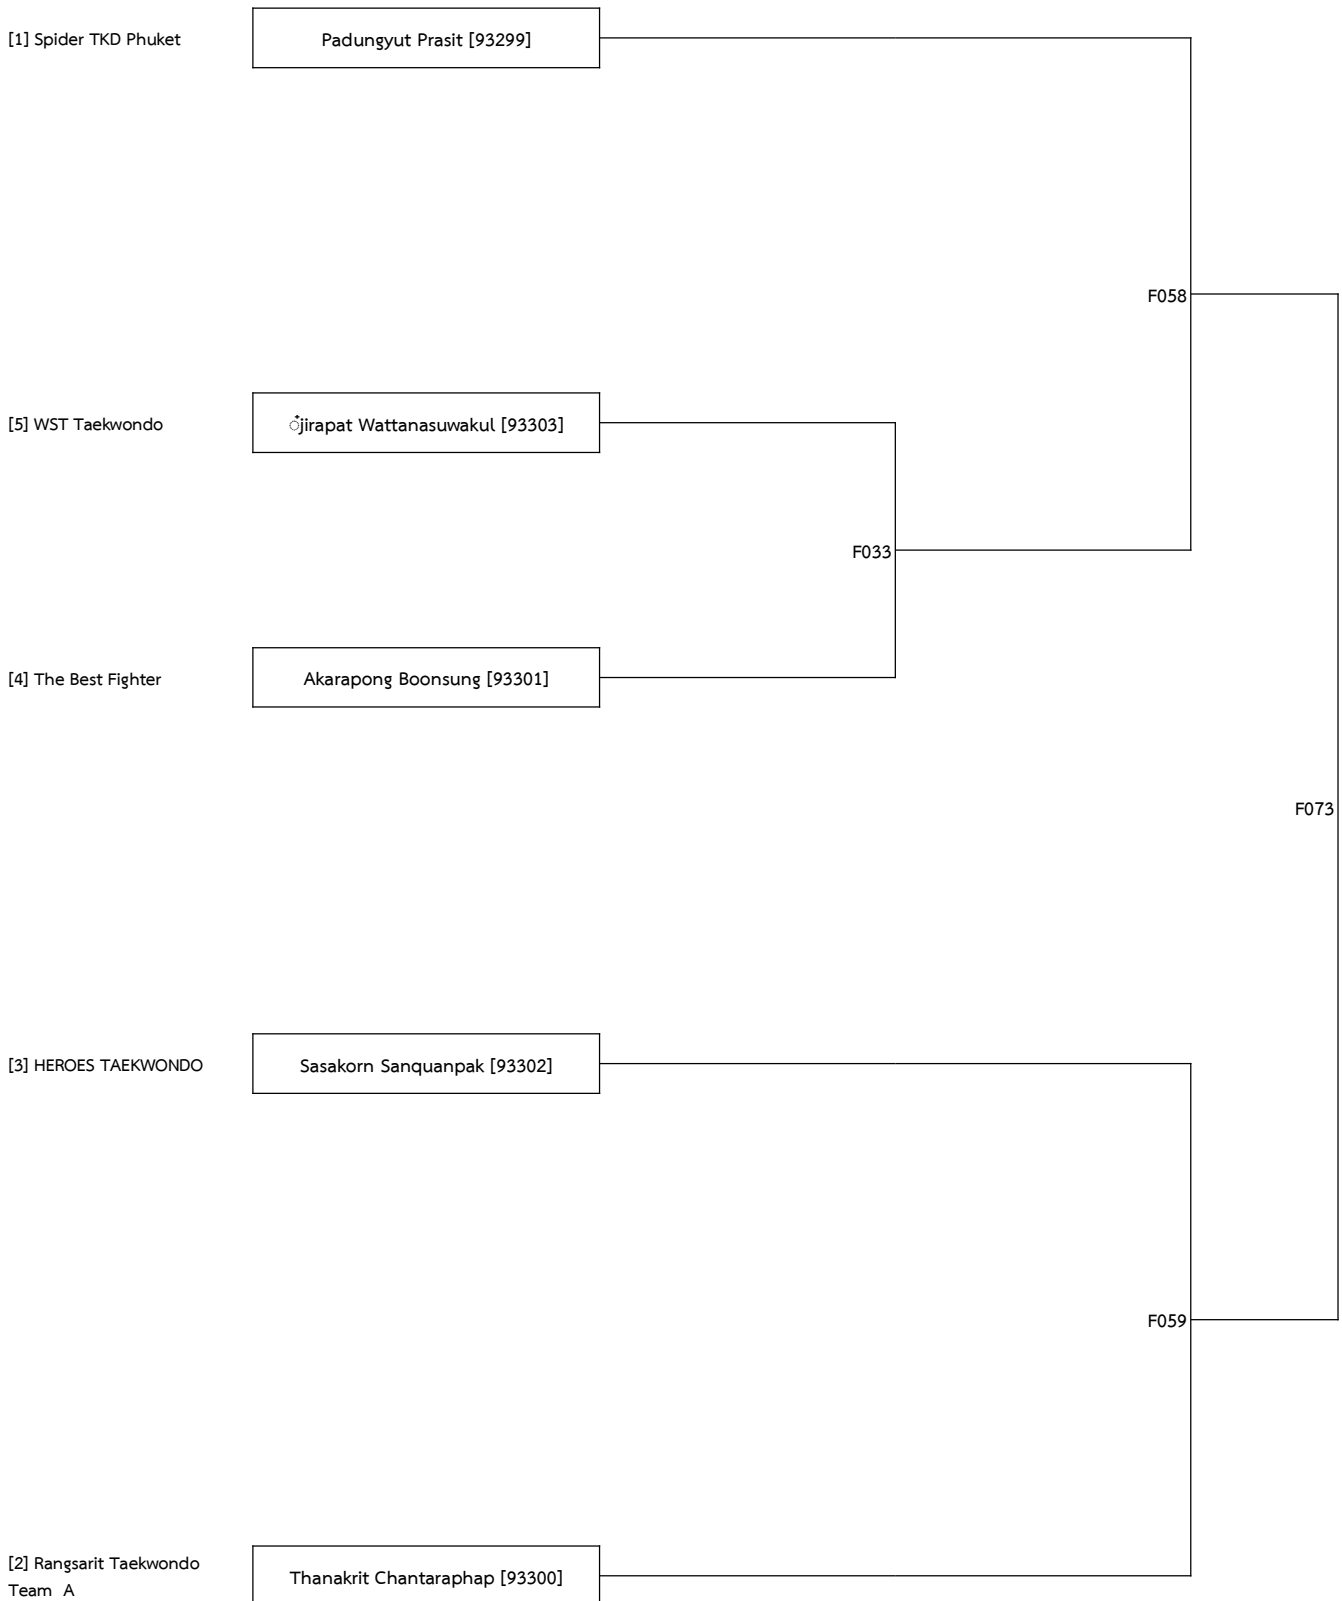 [1] Spider TKD Phuket
Padungyut Prasit [93299]
F058
[5] WST Taekwondo
๋jirapat Wattanasuwakul [93303]
F033
[4] The Best Fighter
Akarapong Boonsung [93301]
F073
[3] HEROES TAEKWONDO
Sasakorn Sanquanpak [93302]
F059
[2] Rangsarit Taekwondo
Team A
Thanakrit Chantaraphap [93300]